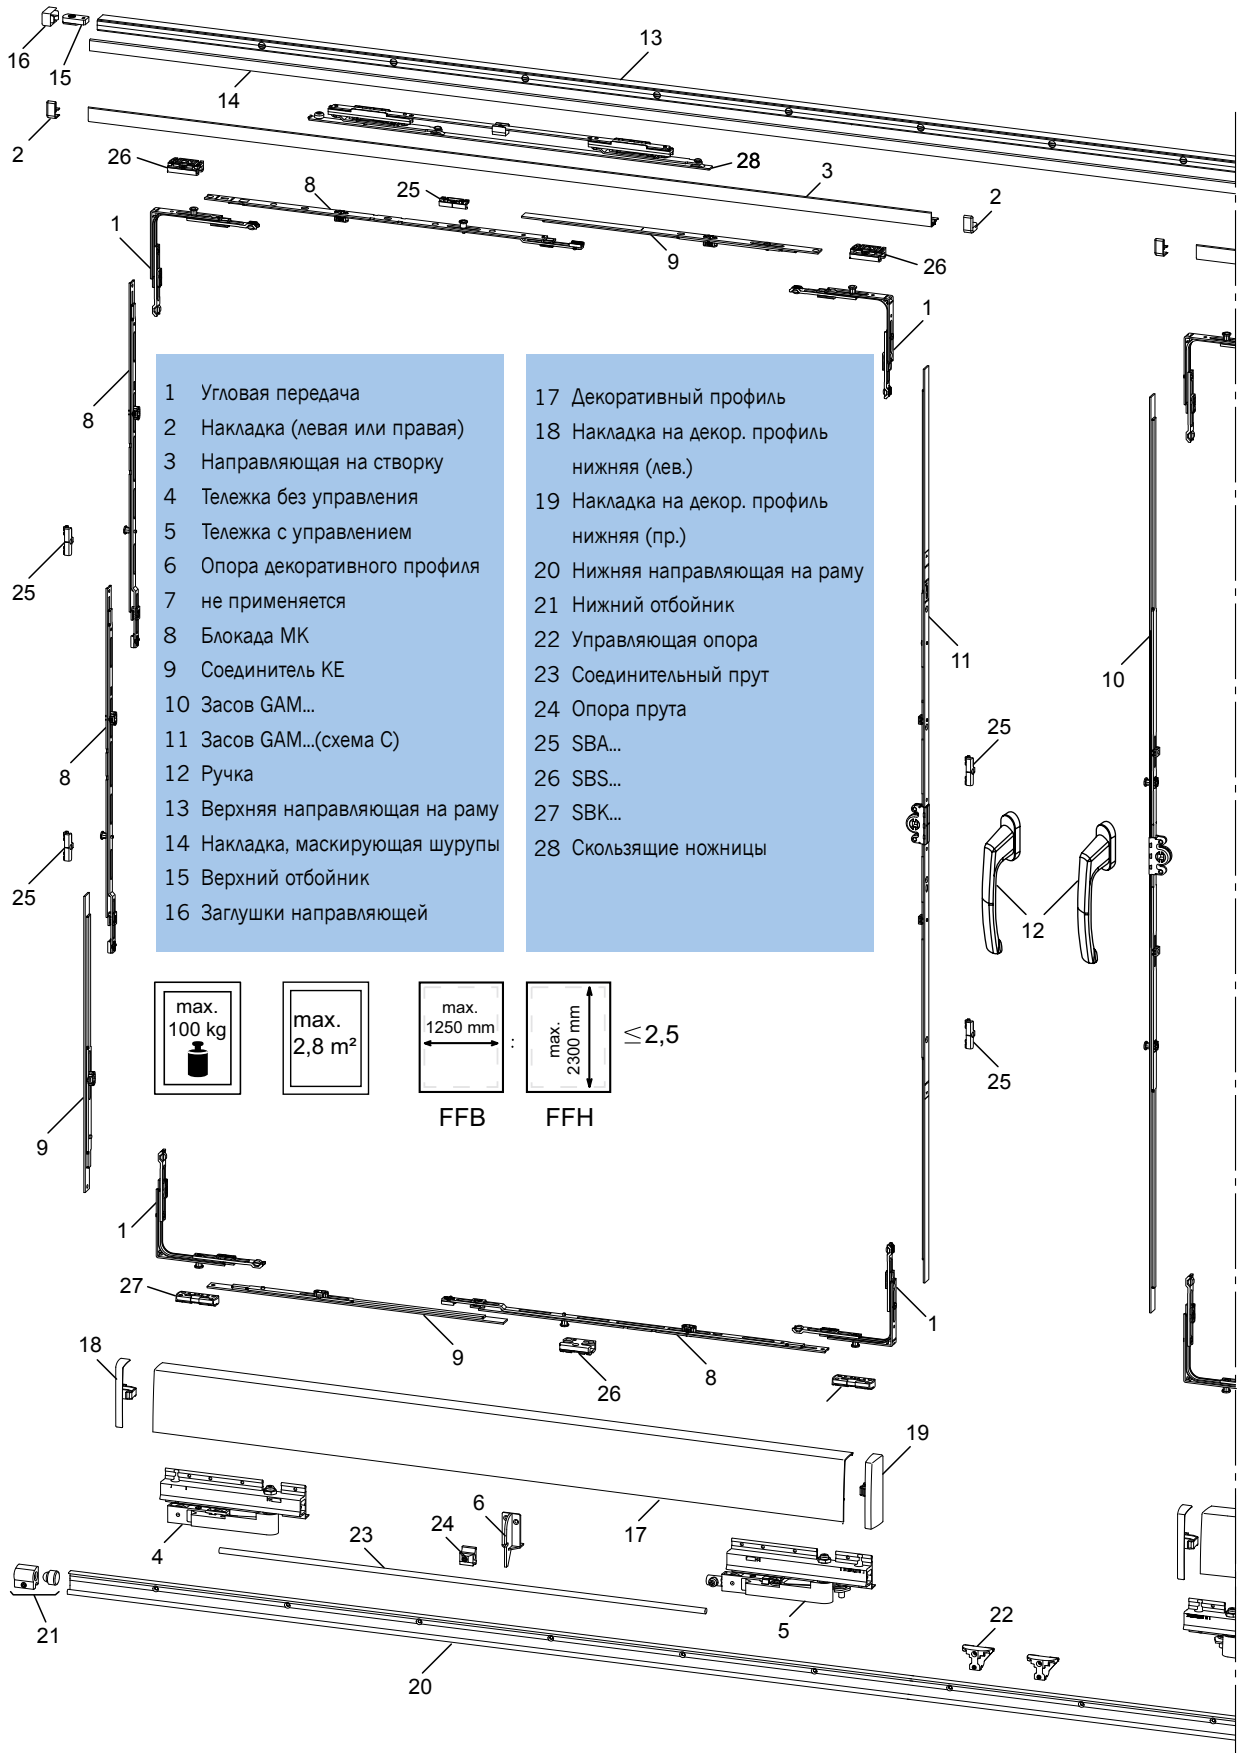 16
15
13
14
2
26
25
8
28
3
2
1
9
26
1
8
1 Угловая передача
2 Накладка (левая или правая)
3 Направляющая на створку
4 Тележка без управления
5 Тележка с управлением
6 Опора декоративного профиля
7 не применяется
8 Блокада МК
9 Соединитель КЕ
10 Засов GAM...
11 Засов GAM...(схема С)
12 Ручка
13 Верхняя направляющая на раму
14 Накладка, маскирующая шурупы
15 Верхний отбойник
16 Заглушки направляющей
17 Декоративный профиль
18 Накладка на декор. профиль
нижняя (лев.)
19 Накладка на декор. профиль
нижняя (пр.)
20 Нижняя направляющая на раму
21 Нижний отбойник
22 Управляющая опора
23 Соединительный прут
24 Опора прута
25 SBA...
26 SBS...
27 SBK...
28 Скользящие ножницы
25
11
10
8
25
25
12
max.
100 kg
max.
2,8 m²
max.
1250 mm
:
max.
2300 mm
≤2,5
FFB
FFH
25
9
1
27
9
26
8
1
18
19
17
6
24
23
4
5
21
22
20